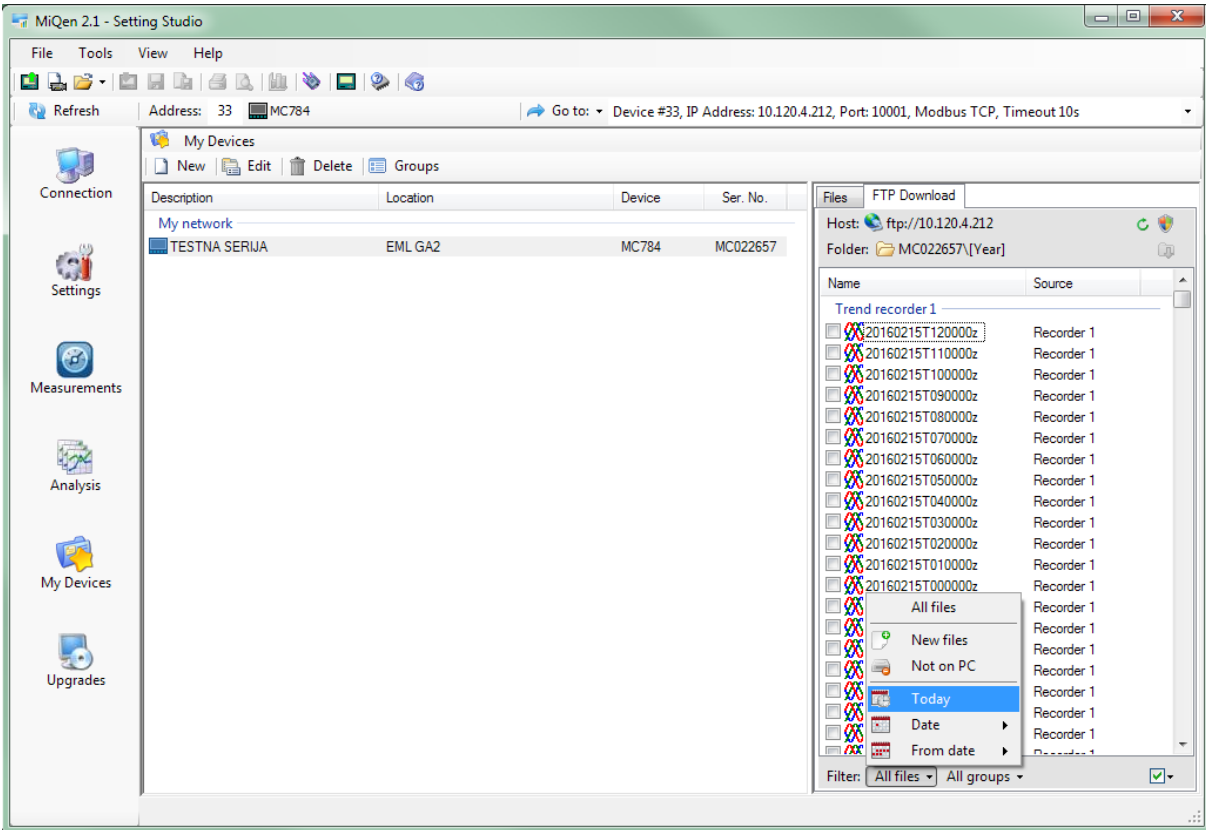 MiQen 2.1 - Setting Studio
File Tools View Help
Refresh Address: 33 MC784 Go to: Device #33, IP Address: 10.120.4.212, Port: 10001, Modbus TCP, Timeout 10s
My Devices
New Edit Delete Groups
Connection
Settings
Measurements
Analysis
My Devices
Upgrades
Description Location Device Ser. No.
My network
TESTNA SERIJA EML GA2 MC784 MC022657
Files FTP Download
Host: ftp://10.120.4.212
Folder: MC022657\[Year]
Name Source
Trend recorder 1
20160215T120000z Recorder 1
20160215T110000z Recorder 1
20160215T100000z Recorder 1
20160215T090000z Recorder 1
20160215T080000z Recorder 1
20160215T070000z Recorder 1
20160215T060000z Recorder 1
20160215T050000z Recorder 1
20160215T040000z Recorder 1
20160215T030000z Recorder 1
20160215T020000z Recorder 1
20160215T010000z Recorder 1
20160215T000000z Recorder 1
Recorder 1
Recorder 1
Recorder 1
Recorder 1
Recorder 1
Recorder 1
Recorder 1
Recorder 1
All files
New files
Not on PC
Today
Date
From date
Filter: All files All groups